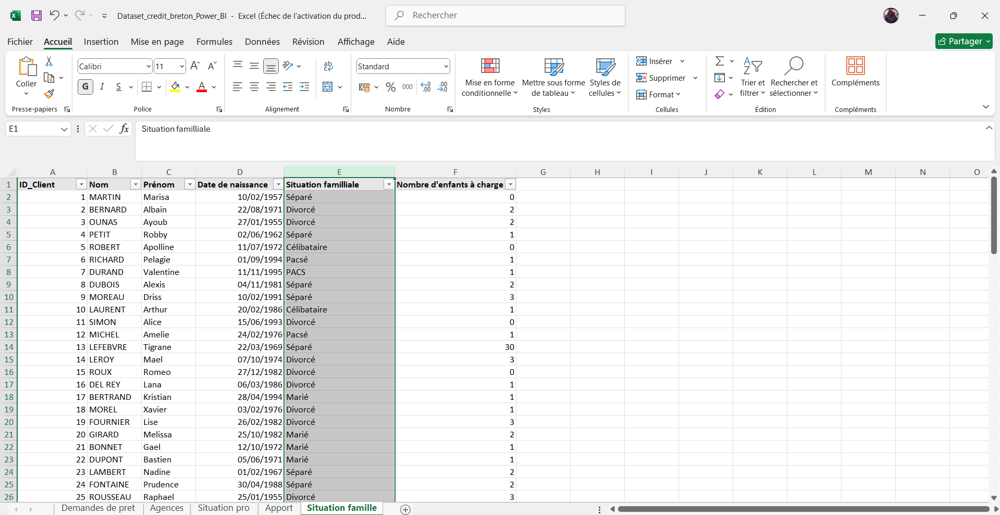 Dataset_credit_breton_Power_BI - Excel (Échec de l’activation du prod...
Rechercher
Fichier Accueil Insertion Mise en page Formules Données Révision Affichage Aide
Partager
Coller
Presse-papiers
Calibri 11
G I S A
Police
ab
Alignement
Standard
% 000
Nombre
Mise en forme conditionnelle
Mettre sous forme de tableau
Styles de cellules
Styles
Insérer
Supprimer
Format
Cellules
Trier et filtrer
Rechercher et sélectionner
Édition
Compléments
Compléments
E1 fx Situation familliale
A B C D E F G H I J K L M N O
1 ID_Client Nom Prénom Date de naissance Situation familliale Nombre d'enfants à charge
2 1 MARTIN Marisa 10/02/1957 Séparé 0
3 2 BERNARD Albain 22/08/1971 Divorcé 2
4 3 OUNAS Ayoub 27/01/1955 Divorcé 2
5 4 PETIT Robby 02/06/1962 Séparé 1
6 5 ROBERT Apolline 11/07/1972 Célibataire 0
7 6 RICHARD Pelagie 01/09/1994 Pacsé 1
8 7 DURAND Valentine 11/11/1995 PACS 1
9 8 DUBOIS Alexis 04/11/1981 Séparé 2
10 9 MOREAU Driss 10/02/1991 Séparé 3
11 10 LAURENT Arthur 20/02/1986 Célibataire 1
12 11 SIMON Alice 15/06/1993 Divorcé 0
13 12 MICHEL Amelie 24/02/1976 Pacsé 1
14 13 LEFEBVRE Tigrane 22/03/1969 Séparé 30
15 14 LEROY Mael 07/10/1974 Divorcé 3
16 15 ROUX Romeo 27/12/1982 Divorcé 0
17 16 DEL REY Lana 06/03/1986 Divorcé 1
18 17 BERTRAND Kristian 28/04/1994 Marié 1
19 18 MOREL Xavier 03/02/1976 Divorcé 1
20 19 FOURNIER Lise 26/02/1982 Divorcé 3
21 20 GIRARD Melissa 25/10/1982 Marié 2
22 21 BONNET Gael 12/10/1972 Marié 1
23 22 DUPONT Bastien 05/06/1971 Marié 1
24 23 LAMBERT Nadine 01/02/1967 Séparé 2
25 24 FONTAINE Prudence 30/04/1988 Séparé 2
26 25 ROUSSEAU Raphael 25/01/1955 Divorcé 3
Demandes de pret Agences Situation pro Apport Situation famille